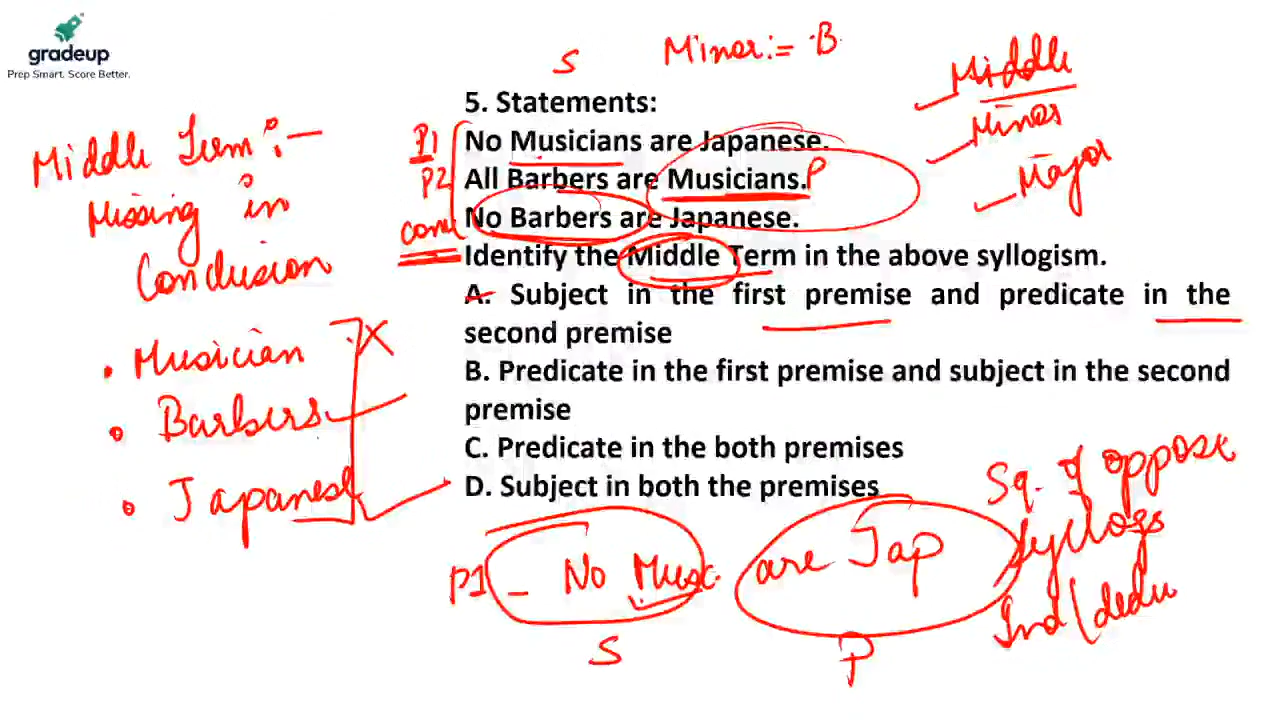 gradeup
Prep Smart. Score Better.
S
Minor:= B
Middle
Minor
Major
Middle Term :-
Missing in
Conclusion
• Musician X
• Barbers
• Japanese
5. Statements:
P1 No Musicians are Japanese.
P2 All Barbers are Musicians. P
conc No Barbers are Japanese.
Identify the Middle Term in the above syllogism.
A. Subject in the first premise and predicate in the
second premise
B. Predicate in the first premise and subject in the second
premise
C. Predicate in the both premises
D. Subject in both the premises
P1 - No Musc. are Jap
S P
Sq. of oppose
Syllogs
Ind/dedu